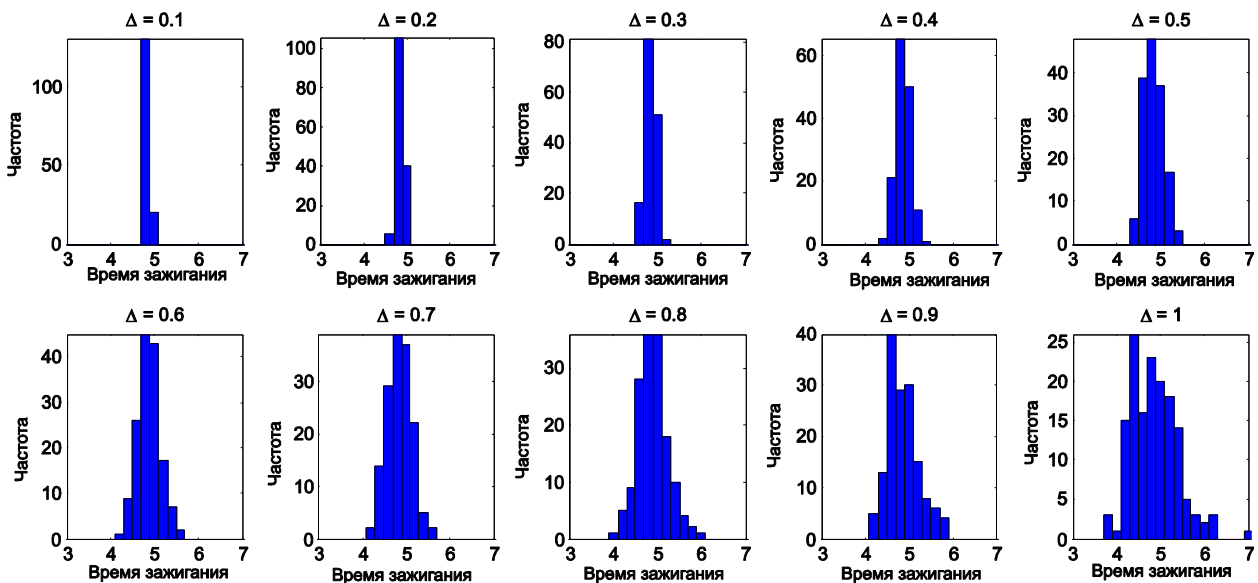 Δ = 0.1
Частота
100
50
0
3 4 5 6 7
Время зажигания
Δ = 0.2
Частота
100
80
60
40
20
0
3 4 5 6 7
Время зажигания
Δ = 0.3
Частота
80
60
40
20
0
3 4 5 6 7
Время зажигания
Δ = 0.4
Частота
60
40
20
0
3 4 5 6 7
Время зажигания
Δ = 0.5
Частота
40
30
20
10
0
3 4 5 6 7
Время зажигания
Δ = 0.6
Частота
40
30
20
10
0
3 4 5 6 7
Время зажигания
Δ = 0.7
Частота
30
20
10
0
3 4 5 6 7
Время зажигания
Δ = 0.8
Частота
30
20
10
0
3 4 5 6 7
Время зажигания
Δ = 0.9
Частота
40
30
20
10
0
3 4 5 6 7
Время зажигания
Δ = 1
Частота
25
20
15
10
5
0
3 4 5 6 7
Время зажигания